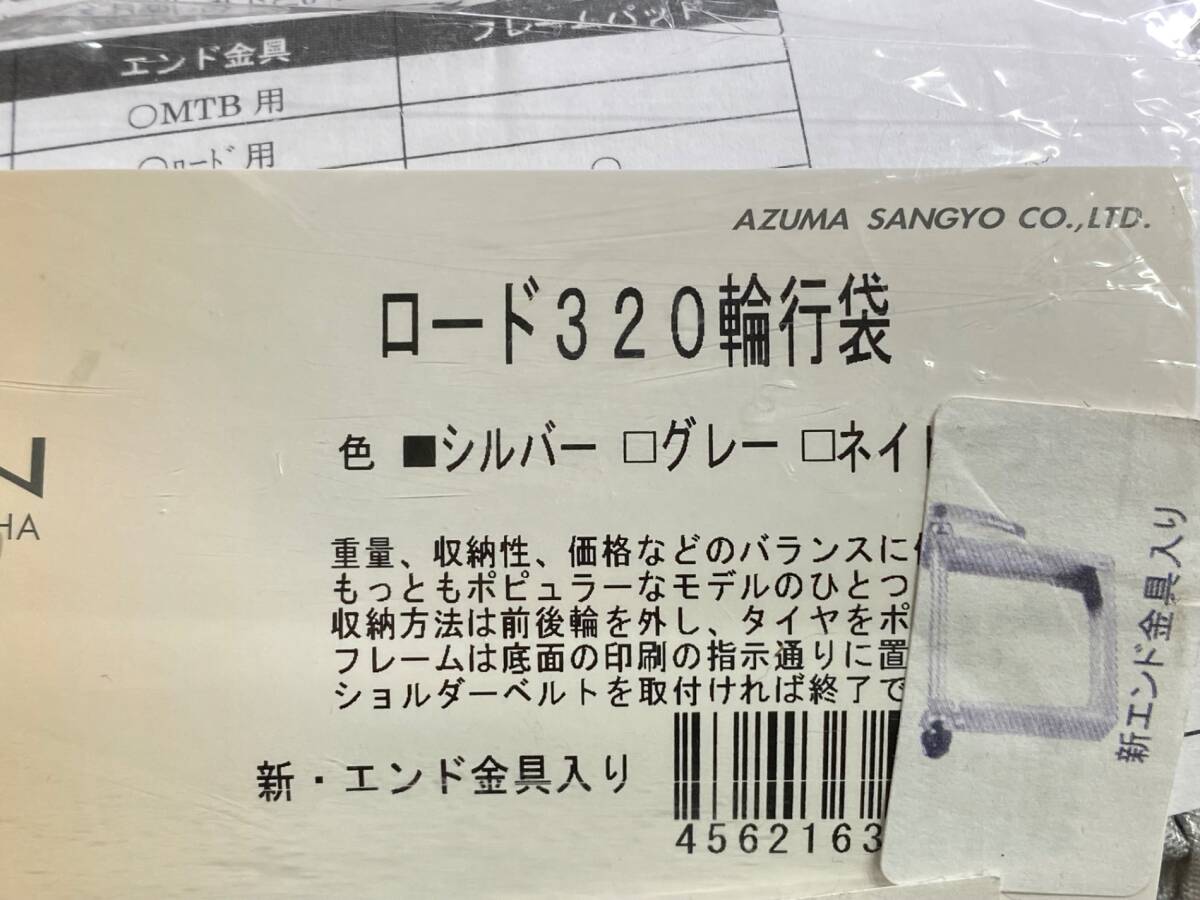 エンド金具 フレームパッド
○MTB 用
○ロード用 ○
AZUMA SANGYO CO.,LTD.
ロード320輪行袋
色 ■シルバー □グレー □ネイ
HA
重量、収納性、価格などのバランスに
もっともポピュラーなモデルのひとつ
収納方法は前後輪を外し、タイヤをポ
フレームは底面の印刷の指示通りに置
ショルダーベルトを取付ければ終了で
新・エンド金具入り
4562163
新エンド金具入り